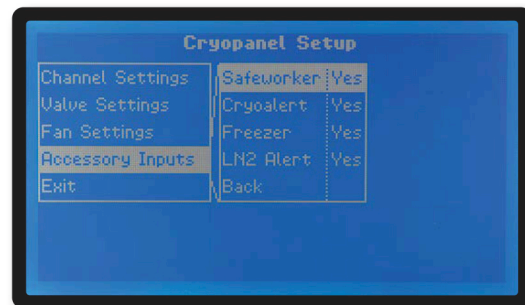 Cryopanel Setup
Channel Settings
Valve Settings
Fan Settings
Accessory Inputs
Exit
Safeworker Yes
Cryoalert Yes
Freezer Yes
LN2 Alert Yes
Back